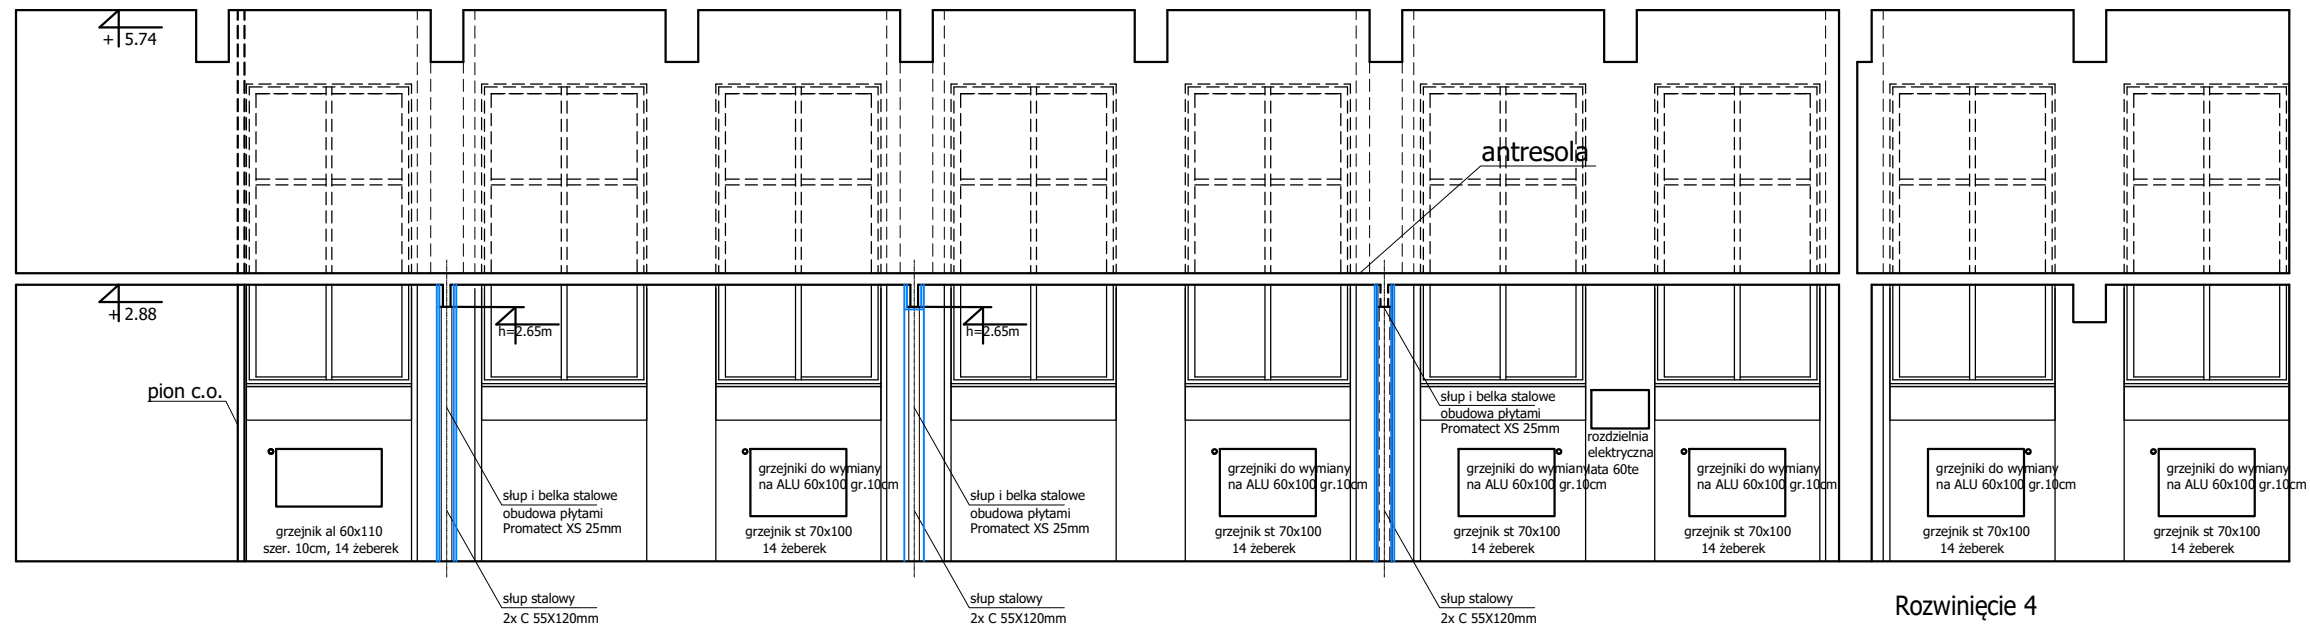 + 5.74
antresola
+ 2.88
h=2.65m
h=2.65m
pion c.o.
słup i belka stalowe
obudowa płytami
Promatect XS 25mm
rozdzielnia
elektryczna
lata 60te
grzejniki do wymiany
na ALU 60x100 gr.10cm
grzejniki do wymiany
na ALU 60x100 gr.10cm
grzejniki do wymiany
na ALU 60x100 gr.10cm
grzejniki do wymiany
na ALU 60x100 gr.10cm
grzejniki do wymiany
na ALU 60x100 gr.10cm
grzejniki do wymiany
na ALU 60x100 gr.10cm
słup i belka stalowe
obudowa płytami
Promatect XS 25mm
słup i belka stalowe
obudowa płytami
Promatect XS 25mm
grzejnik al 60x110
szer. 10cm, 14 żeberek
grzejnik st 70x100
14 żeberek
grzejnik st 70x100
14 żeberek
grzejnik st 70x100
14 żeberek
grzejnik st 70x100
14 żeberek
grzejnik st 70x100
14 żeberek
grzejnik st 70x100
14 żeberek
słup stalowy
2x C 55X120mm
słup stalowy
2x C 55X120mm
słup stalowy
2x C 55X120mm
Rozwinięcie 4